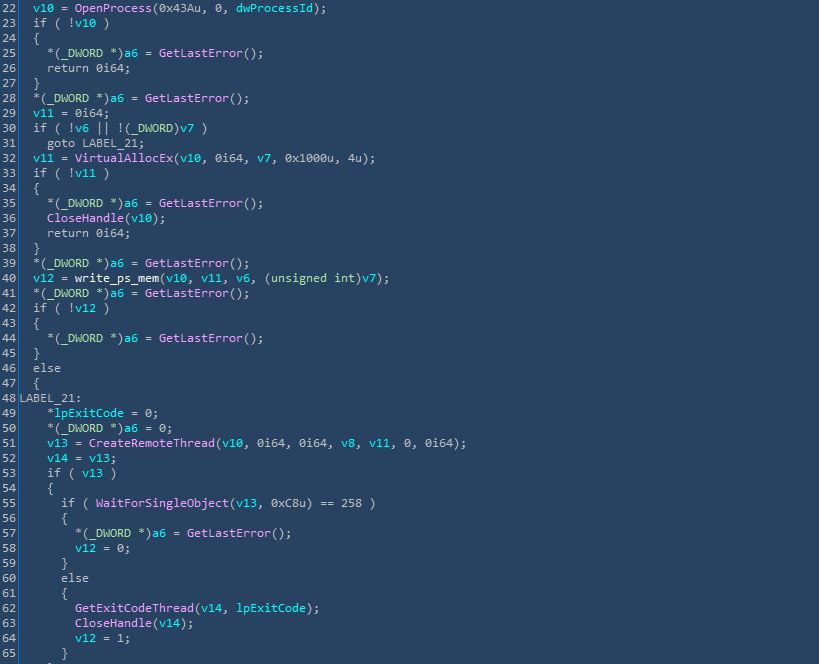 22 v10 = OpenProcess(0x43Au, 0, dwProcessId);
23 if ( !v10 )
24 {
25 *(_DWORD *)a6 = GetLastError();
26 return 0i64;
27 }
28 *(_DWORD *)a6 = GetLastError();
29 v11 = 0i64;
30 if ( !v6 || !(_DWORD)v7 )
31 goto LABEL_21;
32 v11 = VirtualAllocEx(v10, 0i64, v7, 0x1000u, 4u);
33 if ( !v11 )
34 {
35 *(_DWORD *)a6 = GetLastError();
36 CloseHandle(v10);
37 return 0i64;
38 }
39 *(_DWORD *)a6 = GetLastError();
40 v12 = write_ps_mem(v10, v11, v6, (unsigned int)v7);
41 *(_DWORD *)a6 = GetLastError();
42 if ( !v12 )
43 {
44 *(_DWORD *)a6 = GetLastError();
45 }
46 else
47 {
48 LABEL_21:
49 *lpExitCode = 0;
50 *(_DWORD *)a6 = 0;
51 v13 = CreateRemoteThread(v10, 0i64, 0i64, v8, v11, 0, 0i64);
52 v14 = v13;
53 if ( v13 )
54 {
55 if ( WaitForSingleObject(v13, 0xC8u) == 258 )
56 {
57 *(_DWORD *)a6 = GetLastError();
58 v12 = 0;
59 }
60 else
61 {
62 GetExitCodeThread(v14, lpExitCode);
63 CloseHandle(v14);
64 v12 = 1;
65 }